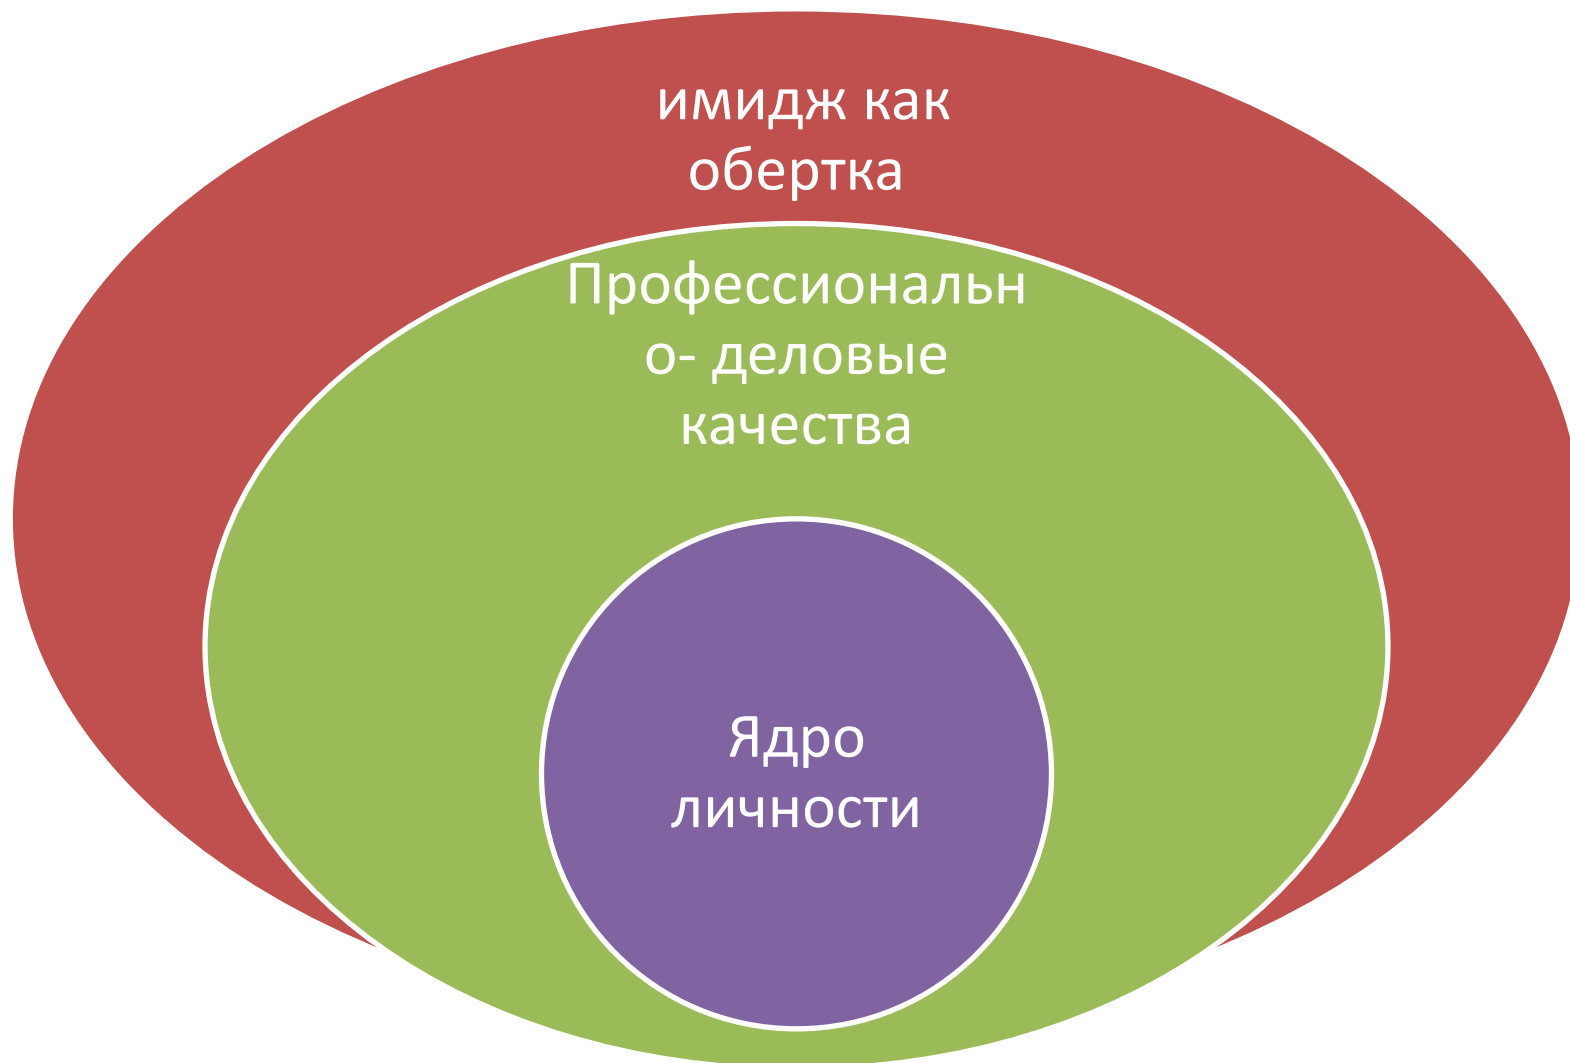 имидж как
обертка
Профессиональн
о- деловые
качества
Ядро
личности